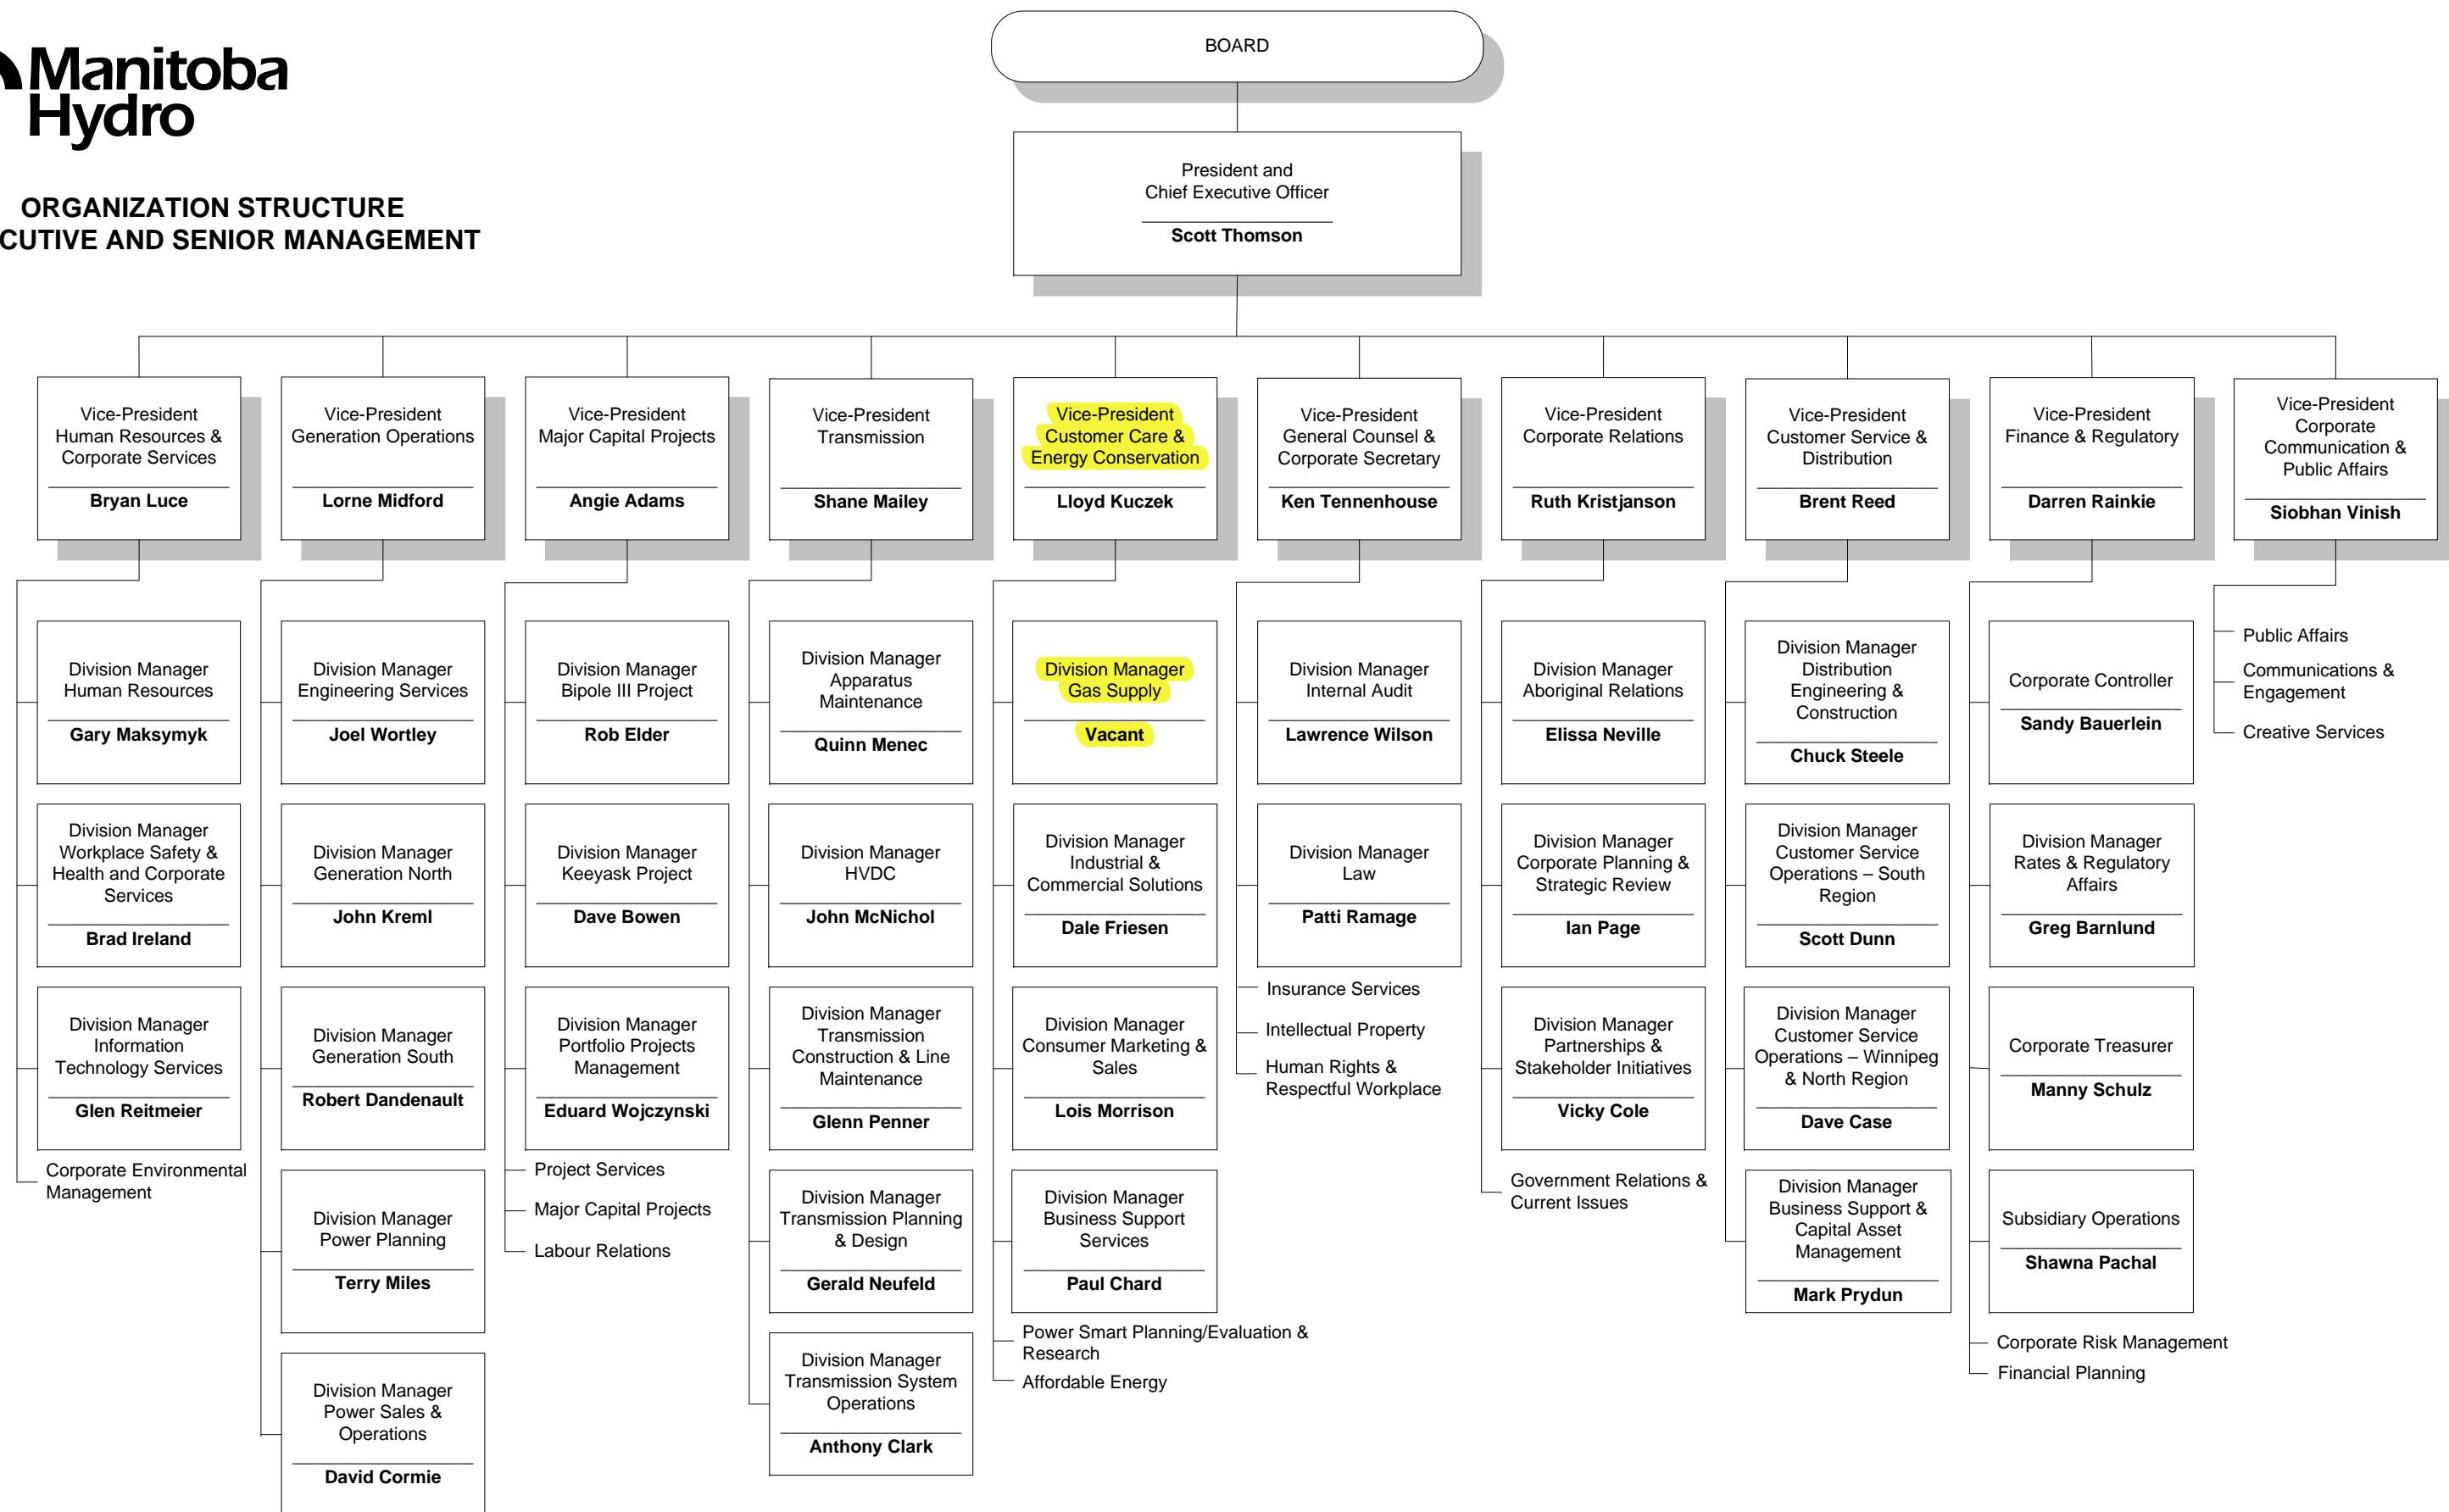 Manitoba
Hydro
ORGANIZATION STRUCTURE
CUTIVE AND SENIOR MANAGEMENT
BOARD
President and
Chief Executive Officer
Scott Thomson
Vice-President
Human Resources &
Corporate Services
Bryan Luce
Vice-President
Generation Operations
Lorne Midford
Vice-President
Major Capital Projects
Angie Adams
Vice-President
Transmission
Shane Mailey
Vice-President
Customer Care &
Energy Conservation
Lloyd Kuczek
Vice-President
General Counsel &
Corporate Secretary
Ken Tennenhouse
Vice-President
Corporate Relations
Ruth Kristjanson
Vice-President
Customer Service &
Distribution
Brent Reed
Vice-President
Finance & Regulatory
Darren Rainkie
Vice-President
Corporate
Communication &
Public Affairs
Siobhan Vinish
Division Manager
Human Resources
Gary Maksymyk
Division Manager
Workplace Safety &
Health and Corporate
Services
Brad Ireland
Division Manager
Information
Technology Services
Glen Reitmeier
Corporate Environmental
Management
Division Manager
Engineering Services
Joel Wortley
Division Manager
Generation North
John Kreml
Division Manager
Generation South
Robert Dandenault
Division Manager
Power Planning
Terry Miles
Division Manager
Power Sales &
Operations
David Cormie
Division Manager
Bipole III Project
Rob Elder
Division Manager
Keeyask Project
Dave Bowen
Division Manager
Portfolio Projects
Management
Eduard Wojczynski
Project Services
Major Capital Projects
Labour Relations
Division Manager
Apparatus
Maintenance
Quinn Menec
Division Manager
HVDC
John McNichol
Division Manager
Transmission
Construction & Line
Maintenance
Glenn Penner
Division Manager
Transmission Planning
& Design
Gerald Neufeld
Division Manager
Transmission System
Operations
Anthony Clark
Division Manager
Gas Supply
Vacant
Division Manager
Industrial &
Commercial Solutions
Dale Friesen
Division Manager
Consumer Marketing &
Sales
Lois Morrison
Division Manager
Business Support
Services
Paul Chard
Power Smart Planning/Evaluation &
Research
Affordable Energy
Division Manager
Internal Audit
Lawrence Wilson
Division Manager
Law
Patti Ramage
Insurance Services
Intellectual Property
Human Rights &
Respectful Workplace
Division Manager
Aboriginal Relations
Elissa Neville
Division Manager
Corporate Planning &
Strategic Review
Ian Page
Division Manager
Partnerships &
Stakeholder Initiatives
Vicky Cole
Government Relations &
Current Issues
Division Manager
Distribution
Engineering &
Construction
Chuck Steele
Division Manager
Customer Service
Operations – South
Region
Scott Dunn
Division Manager
Customer Service
Operations – Winnipeg
& North Region
Dave Case
Division Manager
Business Support &
Capital Asset
Management
Mark Prydun
Corporate Controller
Sandy Bauerlein
Division Manager
Rates & Regulatory
Affairs
Greg Barnlund
Corporate Treasurer
Manny Schulz
Subsidiary Operations
Shawna Pachal
Corporate Risk Management
Financial Planning
Public Affairs
Communications &
Engagement
Creative Services